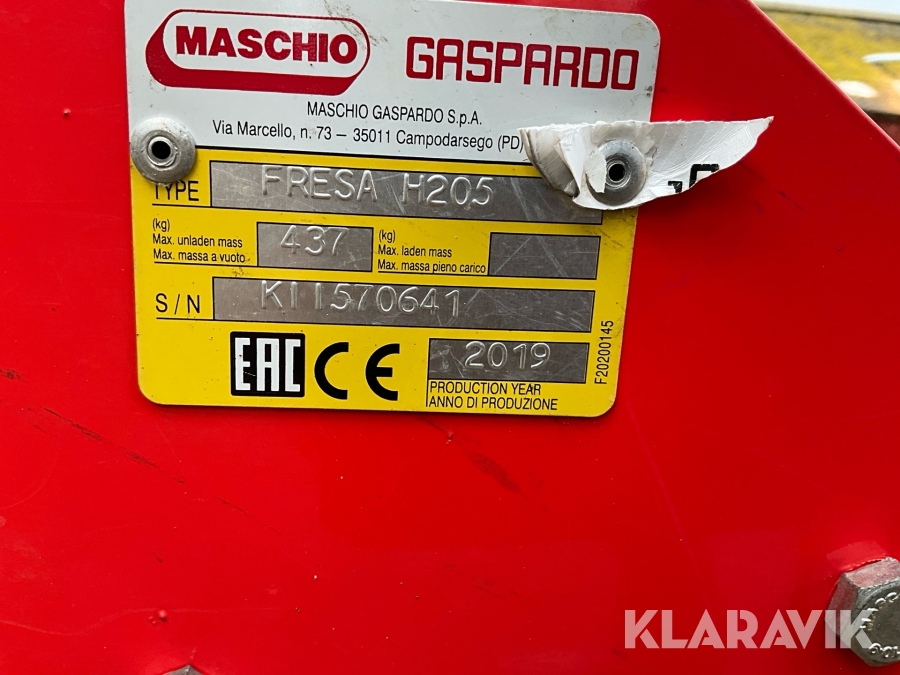 MASCHIO GASPARDO
MASCHIO GASPARDO S.p.A.
Via Marcello, n. 73 – 35011 Campodarsego (PD)
TYPE FRESA H205
(kg)
Max. unladen mass
Max. massa a vuoto
437
(kg)
Max. laden mass
Max. massa pieno carico
S/N K11570641
EAC CE
2019
PRODUCTION YEAR
ANNO DI PRODUZIONE
F20200145
KLARAVIK